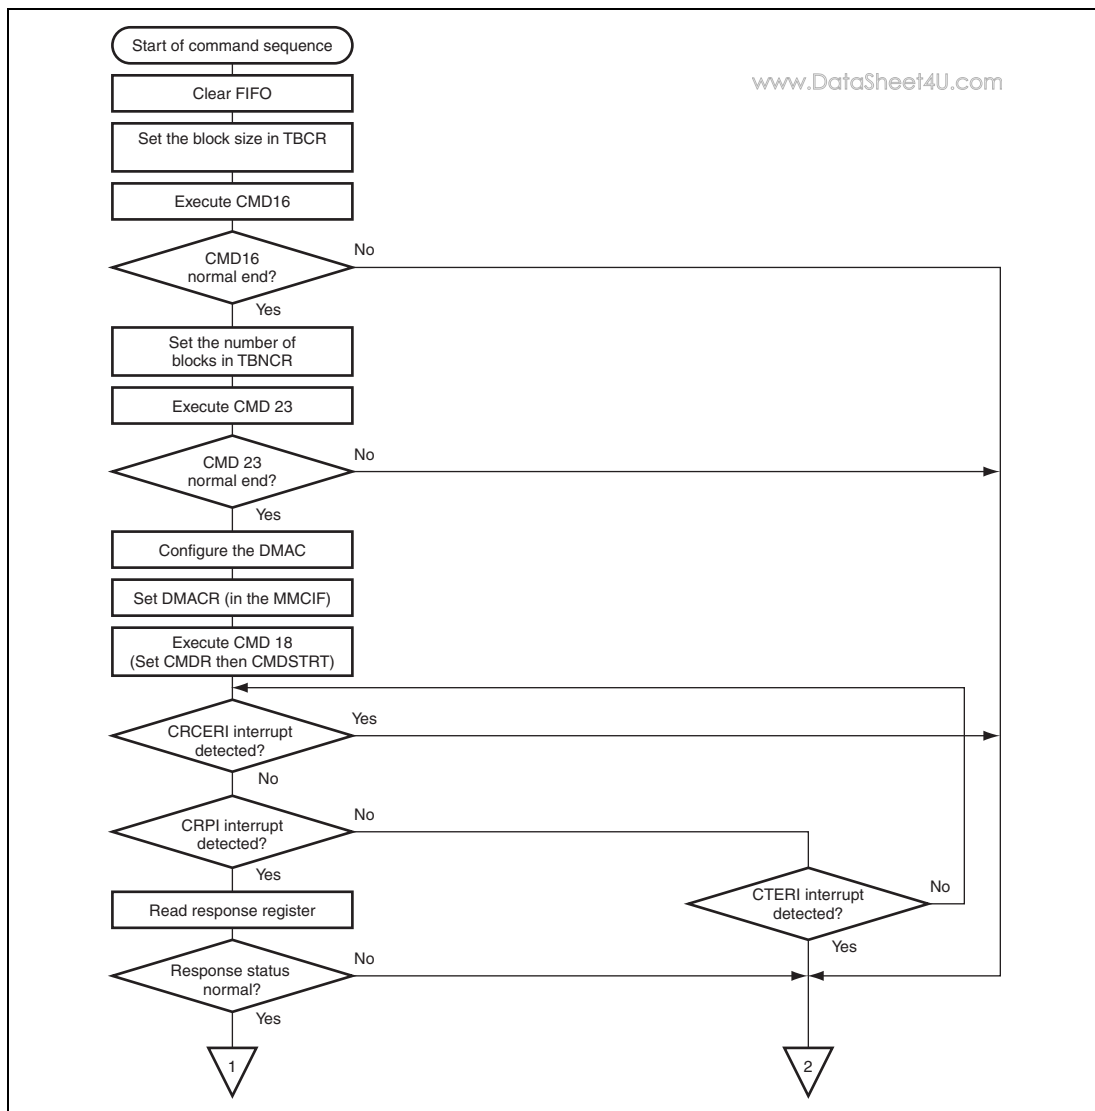 Start of command sequence
www.DataSheet4U.com
Clear FIFO
Set the block size in TBCR
Execute CMD16
CMD16
normal end?
No
Yes
Set the number of
blocks in TBNCR
Execute CMD 23
CMD 23
normal end?
No
Yes
Configure the DMAC
Set DMACR (in the MMCIF)
Execute CMD 18
(Set CMDR then CMDSTRT)
CRCERI interrupt
detected?
Yes
No
CRPI interrupt
detected?
No
Yes
CTERI interrupt
detected?
No
Yes
Read response register
Response status
normal?
No
Yes
1
2